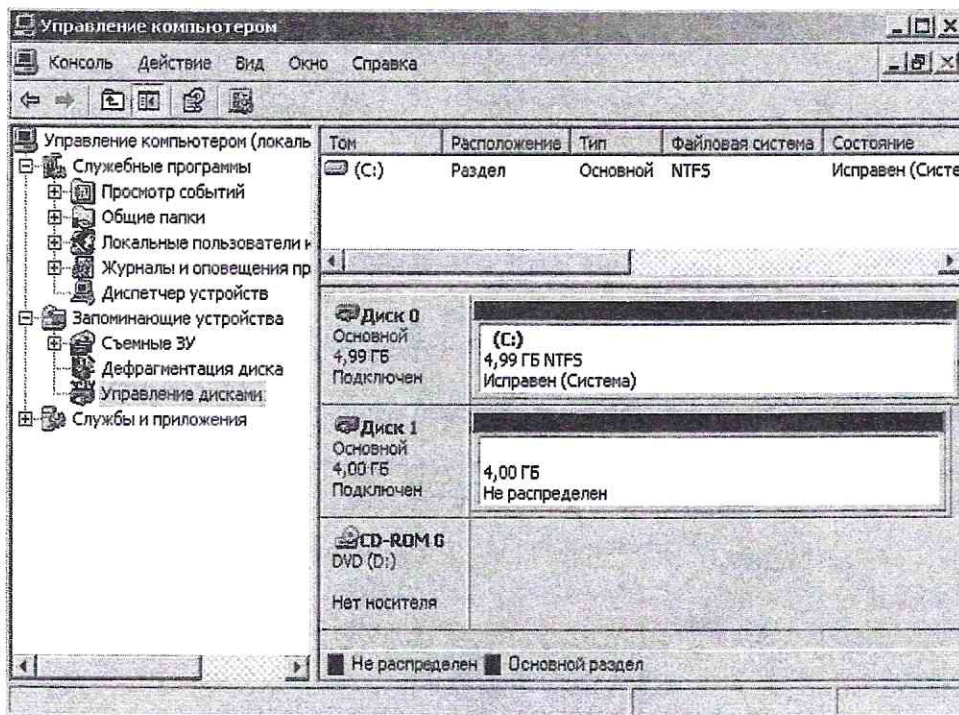 Управление компьютером
Консоль Действие Вид Окно Справка
Управление компьютером (локаль
Служебные программы
Просмотр событий
Общие папки
Локальные пользователи и
Журналы и оповещения пр
Диспетчер устройств
Запоминающие устройства
Съемные ЗУ
Дефрагментация диска
Управление дисками
Службы и приложения
Том Расположение Тип Файловая система Состояние
(C:) Раздел Основной NTFS Исправен (Систе
Диск 0
Основной
4,99 ГБ
Подключен
(C:)
4,99 ГБ NTFS
Исправен (Система)
Диск 1
Основной
4,00 ГБ
Подключен
4,00 ГБ
Не распределен
CD-ROM 0
DVD (D:)
Нет носителя
Не распределен Основной раздел